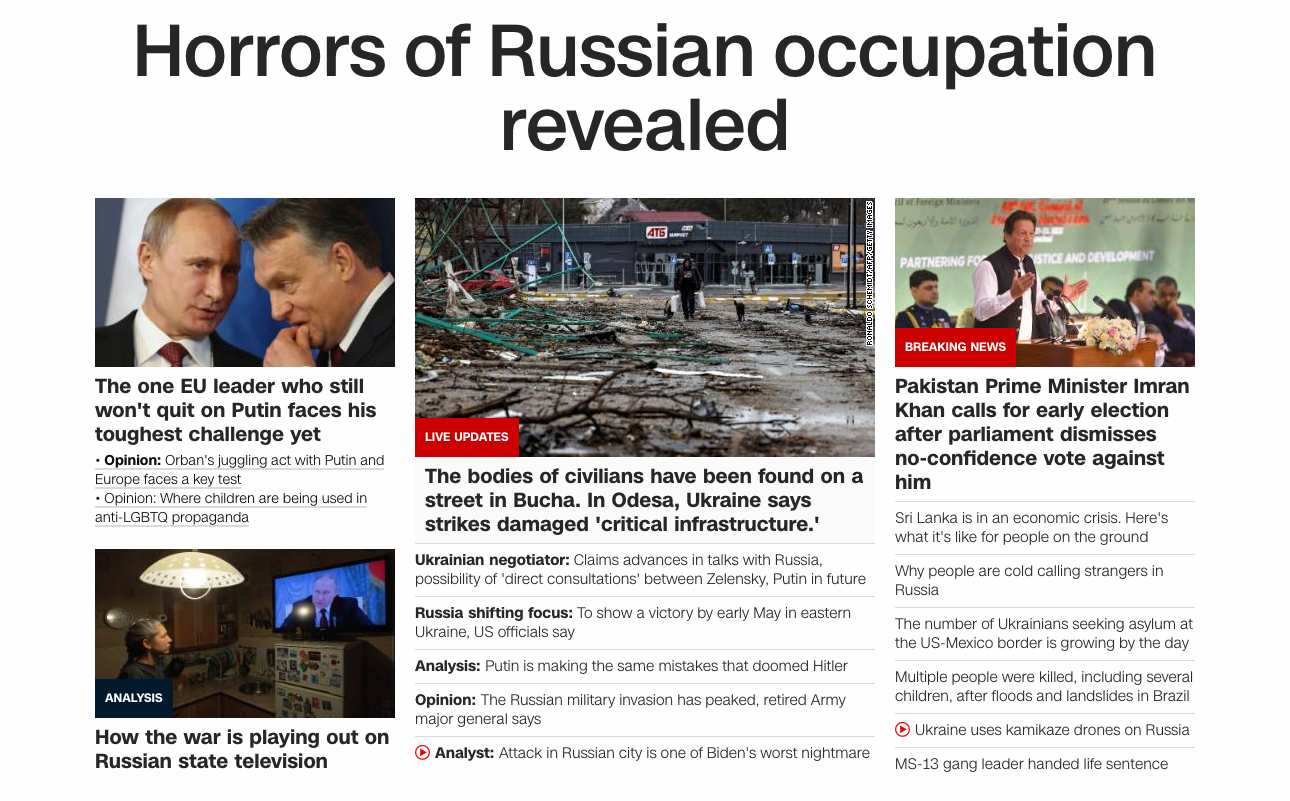 Horrors of Russian occupation
revealed
The one EU leader who still
won't quit on Putin faces his
toughest challenge yet
• Opinion: Orban's juggling act with Putin and
Europe faces a key test
• Opinion: Where children are being used in
anti-LGBTQ propaganda
ANALYSIS
How the war is playing out on
Russian state television
АТБ
МАРКЕТ
RONALDO SCHEMIDT/AFP/GETTY IMAGES
LIVE UPDATES
The bodies of civilians have been found on a
street in Bucha. In Odesa, Ukraine says
strikes damaged 'critical infrastructure.'
Ukrainian negotiator: Claims advances in talks with Russia,
possibility of 'direct consultations' between Zelensky, Putin in future
Russia shifting focus: To show a victory by early May in eastern
Ukraine, US officials say
Analysis: Putin is making the same mistakes that doomed Hitler
Opinion: The Russian military invasion has peaked, retired Army
major general says
Analyst: Attack in Russian city is one of Biden's worst nightmare
cil of Foreign Ministers
PARTNERING FO
STICE AND DEVELOPMENT
BREAKING NEWS
Pakistan Prime Minister Imran
Khan calls for early election
after parliament dismisses
no-confidence vote against
him
Sri Lanka is in an economic crisis. Here's
what it's like for people on the ground
Why people are cold calling strangers in
Russia
The number of Ukrainians seeking asylum at
the US-Mexico border is growing by the day
Multiple people were killed, including several
children, after floods and landslides in Brazil
Ukraine uses kamikaze drones on Russia
MS-13 gang leader handed life sentence